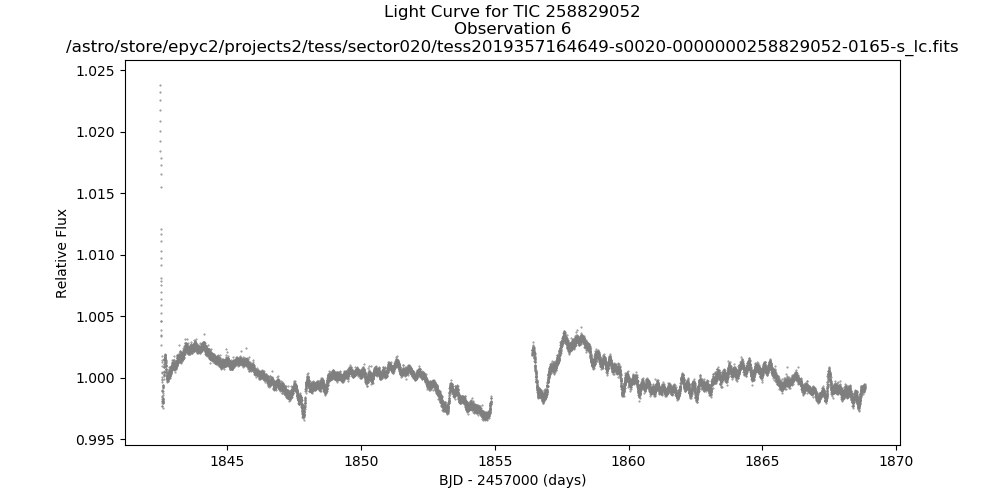 Light Curve for TIC 258829052
Observation 6
/astro/store/epyc2/projects2/tess/sector020/tess2019357164649-s0020-0000000258829052-0165-s_lc.fits
1.025
1.020
1.015
1.010
1.005
1.000
0.995
Relative Flux
1845
1850
1855
1860
1865
1870
BJD - 2457000 (days)